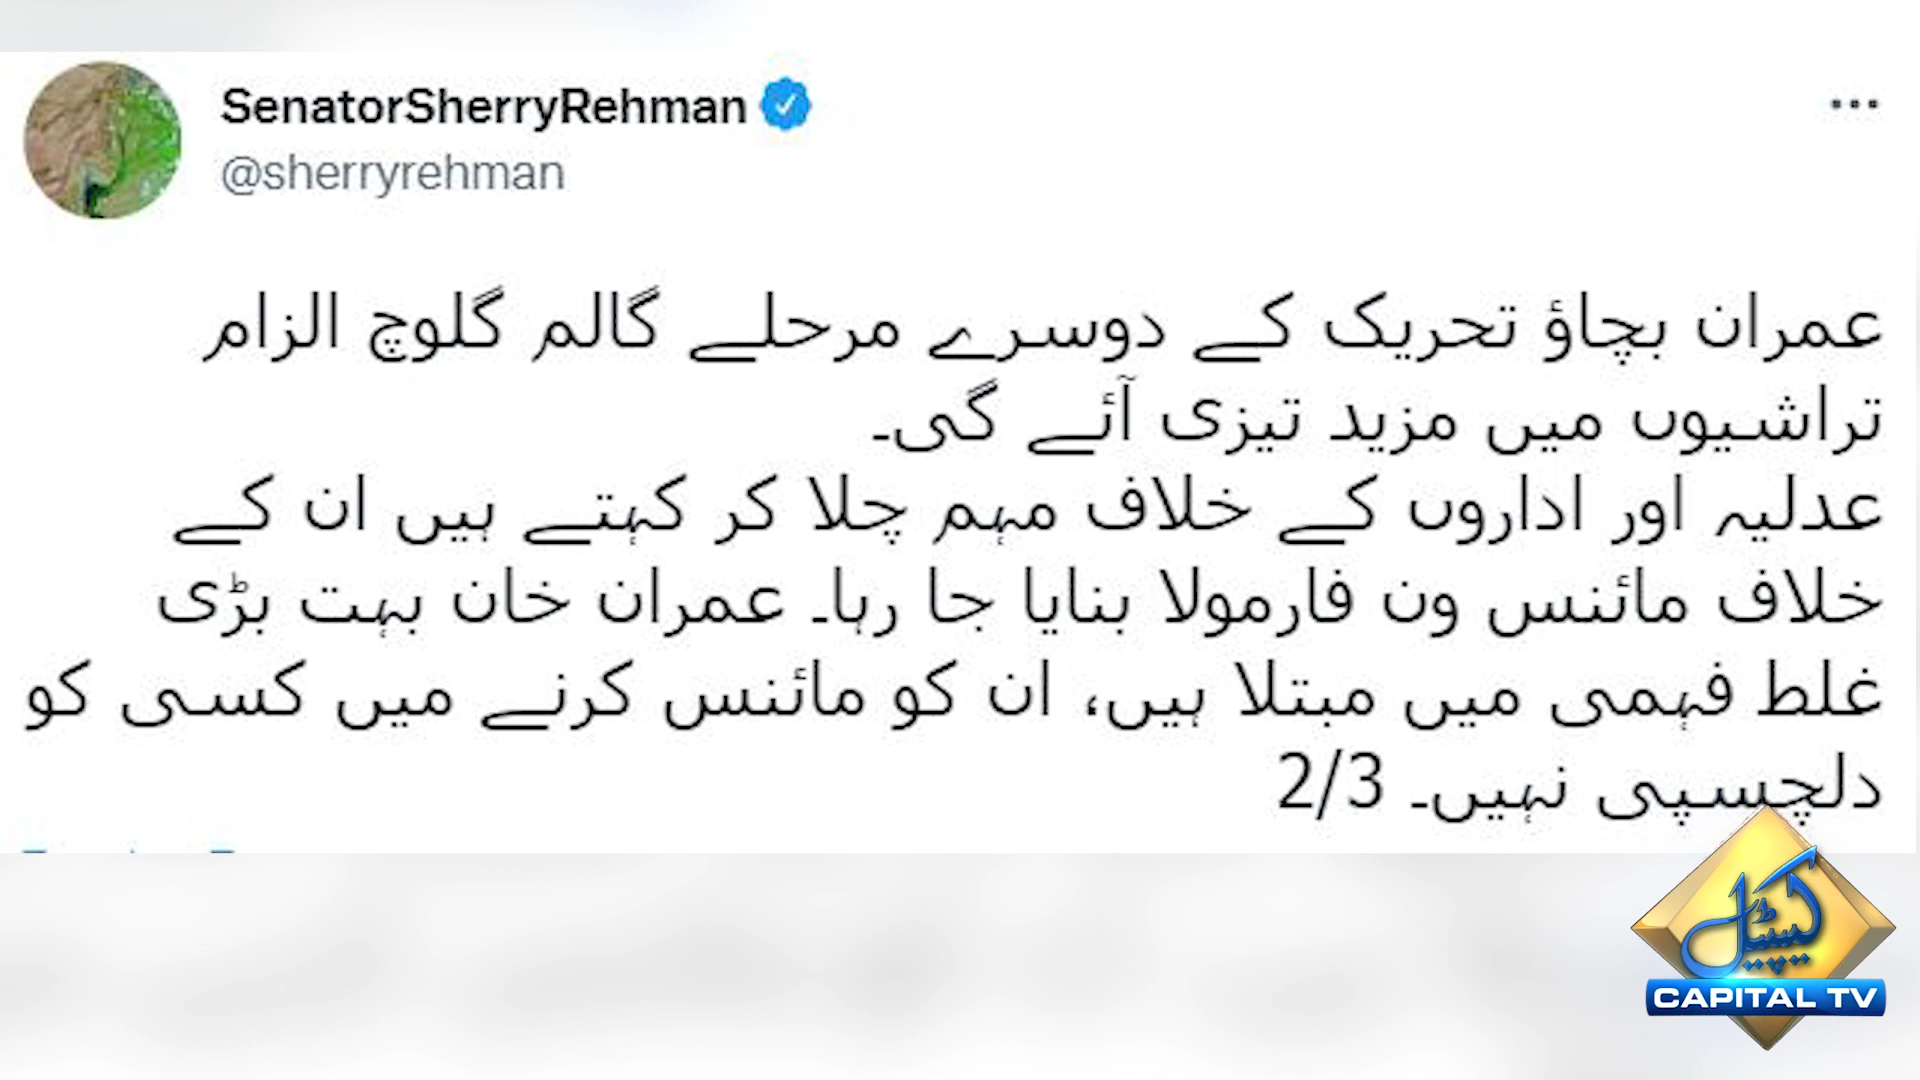 SenatorSherryRehman
@sherryrehman
عمران بچاؤ تحریک کے دوسرے مرحلے گالم گلوچ الزام
تراشیوں میں مزید تیزی آئے گی۔
عدلیہ اور اداروں کے خلاف مہم چلا کر کہتے ہیں ان کے
خلاف مائنس ون فارمولا بنایا جا رہا۔ عمران خان بہت بڑی
غلط فہمی میں مبتلا ہیں، ان کو مائنس کرنے میں کسی کو
دلچسپی نہیں۔ 2/3
کیپیٹل
CAPITAL TV